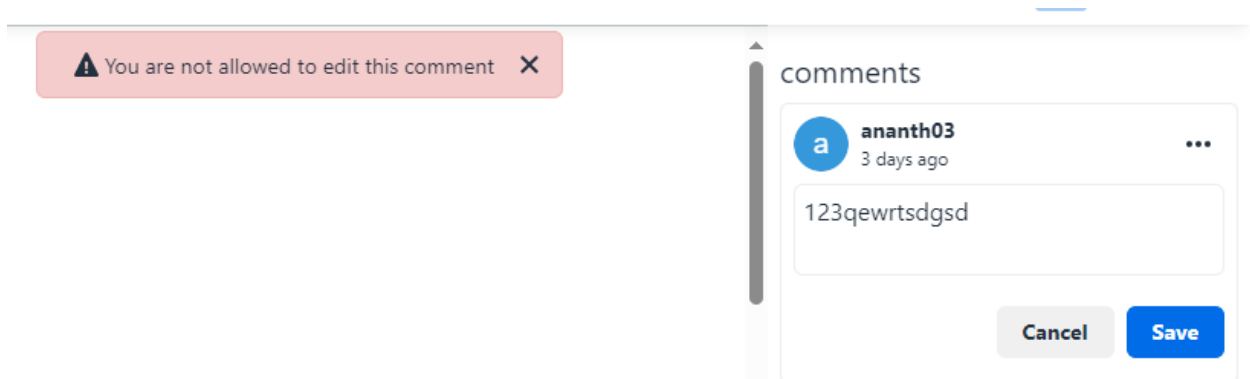 You are not allowed to edit this comment
comments
a
ananth03
3 days ago
123qewrtsdgsd
Cancel
Save